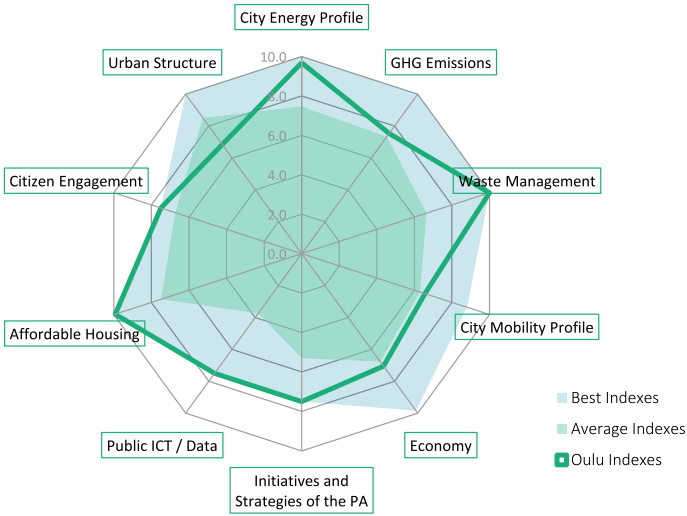 City Energy Profile
Urban Structure
10.0
GHG Emissions
8.0
6.0
Citizen Engagement
4.0
Waste Management
2.0
0.0
Affordable Housing
City Mobility Profile
Best Indexes
Average Indexes
Public ICT / Data
Economy
Oulu Indexes
Initiatives and
Strategies of the PA